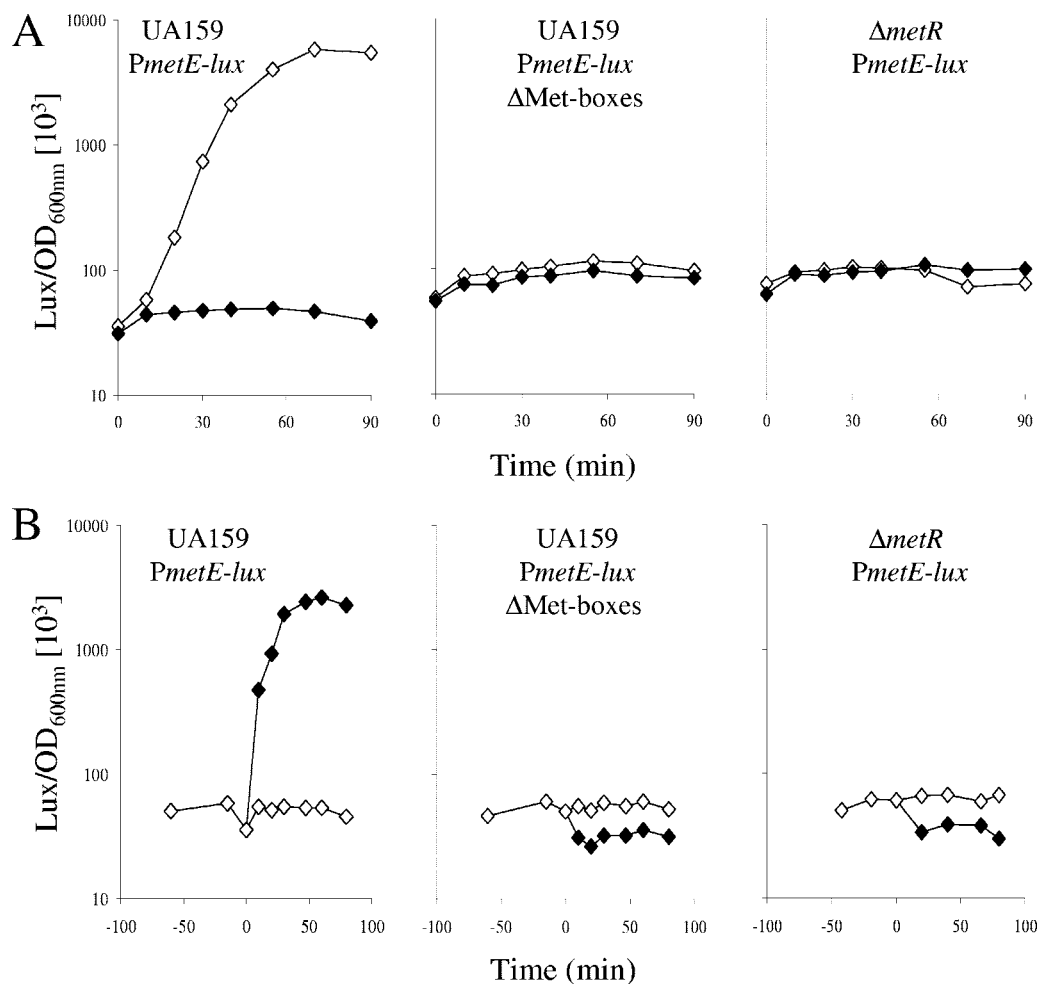 A
UA159
PmetE-lux
UA159
PmetE-lux
ΔMet-boxes
ΔmetR
PmetE-lux
Lux/OD600nm [10³]
10000
1000
100
10
0 30 60 90
0 30 60 90
0 30 60 90
Time (min)
B
UA159
PmetE-lux
UA159
PmetE-lux
ΔMet-boxes
ΔmetR
PmetE-lux
Lux/OD600nm [10³]
10000
1000
100
10
-100 -50 0 50 100
-100 -50 0 50 100
-100 -50 0 50 100
Time (min)